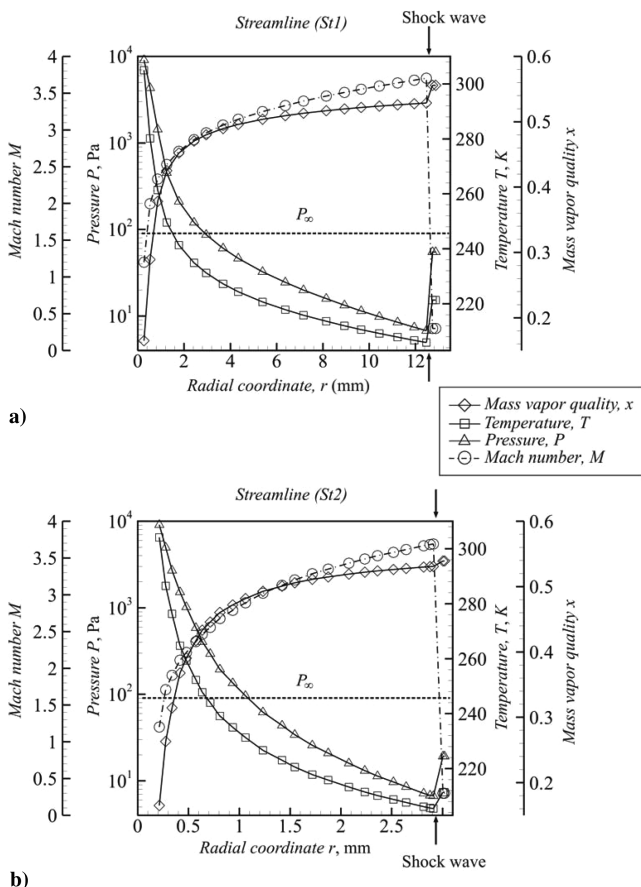 Streamline (St1)
Shock wave
4
10⁴
0.6
3.5
300
3
10³
280
0.5
2.5
Mach number M
Pressure P, Pa
Temperature T, K
Mass vapor quality x
2
10²
P∞
260
0.4
1.5
240
0.3
1
10¹
220
0.2
0.5
0
0 2 4 6 8 10 12
Radial coordinate, r (mm)
a)
Mass vapor quality, x
Temperature, T
Pressure, P
Mach number, M
Streamline (St2)
4
10⁴
0.6
3.5
300
3
10³
280
0.5
2.5
Mach number M
Pressure P, Pa
Temperature T, K
Mass vapor quality x
2
10²
P∞
260
0.4
1.5
240
0.3
1
10¹
220
0.2
0.5
0
0 0.5 1 1.5 2 2.5 3
Radial coordinate r, mm
Shock wave
b)